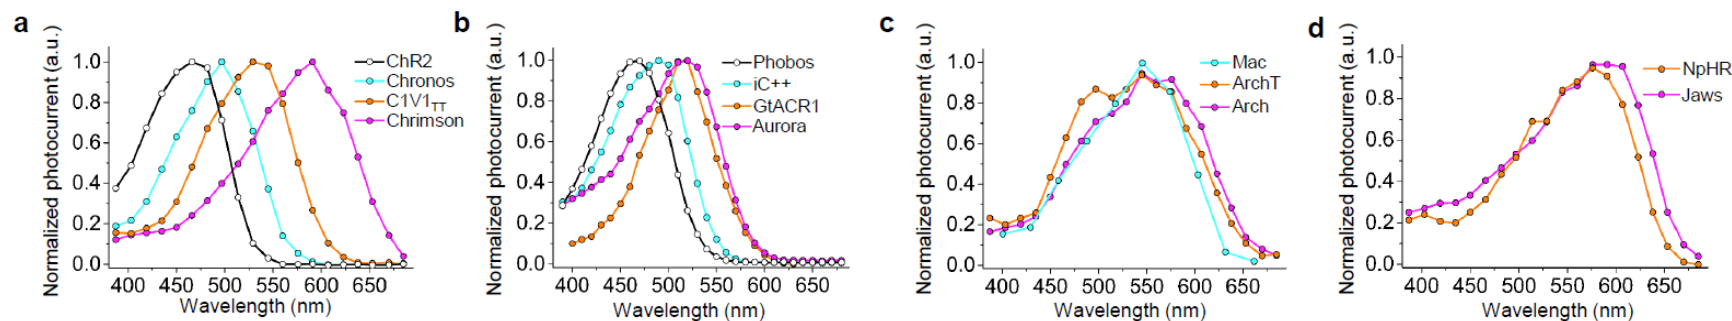 a
Normalized photocurrent (a.u.)
1.0
0.8
0.6
0.4
0.2
0.0
400 450 500 550 600 650
Wavelength (nm)
ChR2
Chronos
C1V1TT
Chrimson
b
Normalized photocurrent (a.u.)
1.0
0.8
0.6
0.4
0.2
0.0
400 450 500 550 600 650
Wavelength (nm)
Phobos
iC++
GtACR1
Aurora
c
Normalized photocurrent (a.u.)
1.0
0.8
0.6
0.4
0.2
0.0
400 450 500 550 600 650
Wavelength (nm)
Mac
ArchT
Arch
d
Normalized photocurrent (a.u.)
1.0
0.8
0.6
0.4
0.2
0.0
400 450 500 550 600 650
Wavelength (nm)
NpHR
Jaws